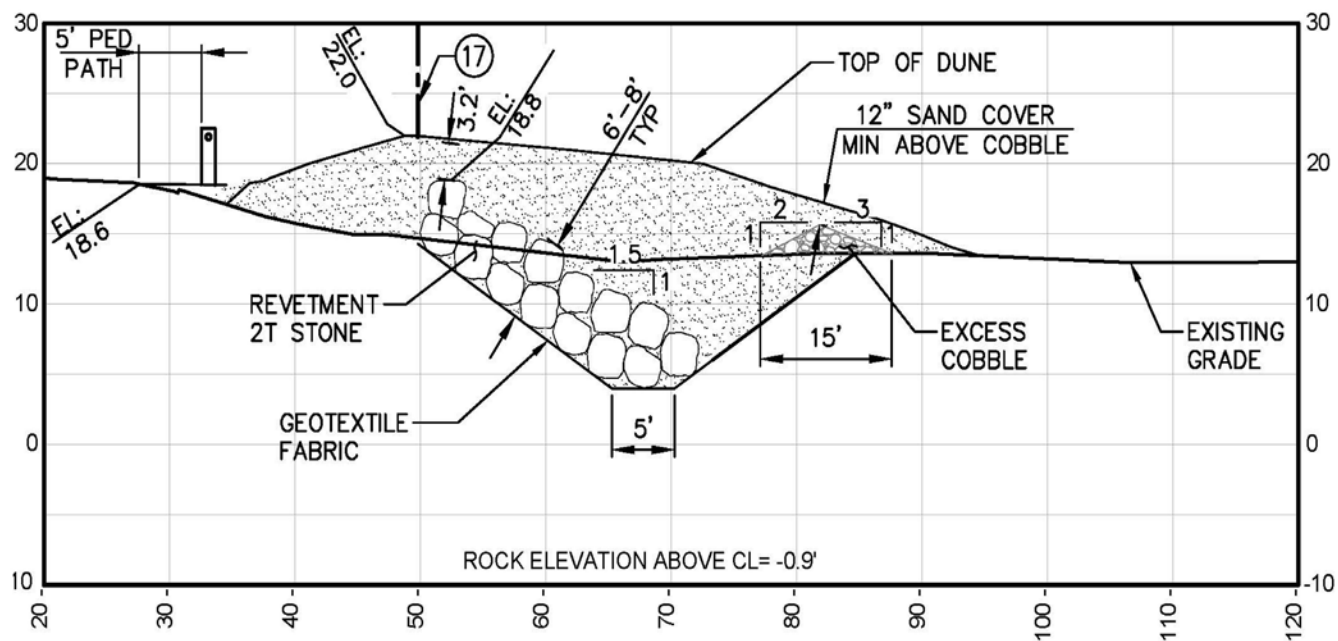 30
30
5' PED
PATH
EL:
22.0
17
3.2'
EL:
18.8
6'-8'
TYP
TOP OF DUNE
12" SAND COVER
MIN ABOVE COBBLE
20
20
EL:
18.6
2
3
1
1
1.5
1
REVETMENT
2T STONE
10
10
15'
EXCESS
COBBLE
EXISTING
GRADE
GEOTEXTILE
FABRIC
5'
0
0
ROCK ELEVATION ABOVE CL= -0.9'
10
-10
20
30
40
50
60
70
80
90
100
110
120